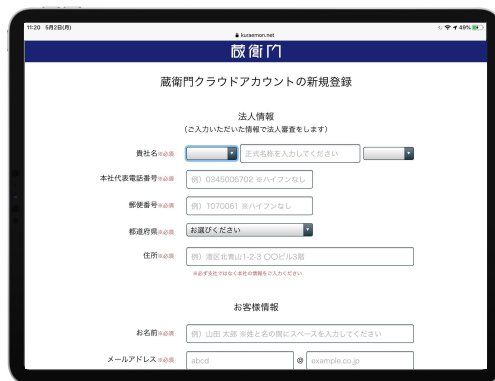 11:20 5月2日(月)
kuraemon.net
49%
蔵衛門
蔵衛門クラウドアカウントの新規登録
法人情報
(ご入力いただいた情報で法人審査をします)
貴社名※必須 正式名称を入力してください
本社代表電話番号※必須 例）0345006702 ※ハイフンなし
郵便番号※必須 例）1070061 ※ハイフンなし
都道府県※必須 お選びください
住所※必須 例）港区北青山1-2-3 〇〇ビル3階
※必ず支社ではなく本社の情報をご入力ください
お客様情報
お名前※必須 例）山田 太郎 ※姓と名の間にスペースを入力してください
メールアドレス※必須 abcd @ example.co.jp